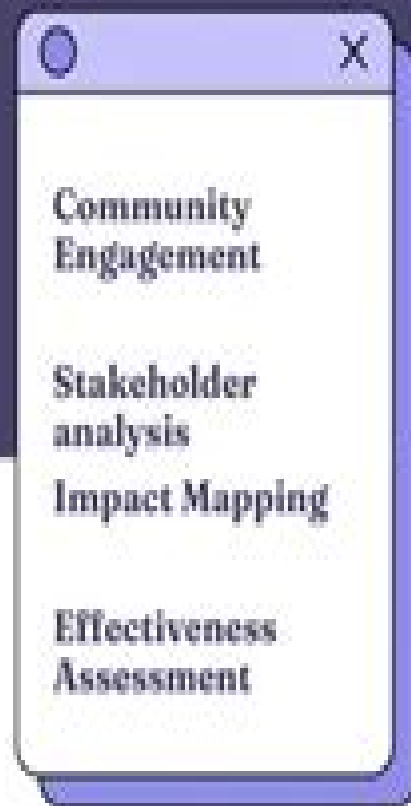 X
Community
Engagement
Stakeholder
analysis
Impact Mapping
Effectiveness
Assessment